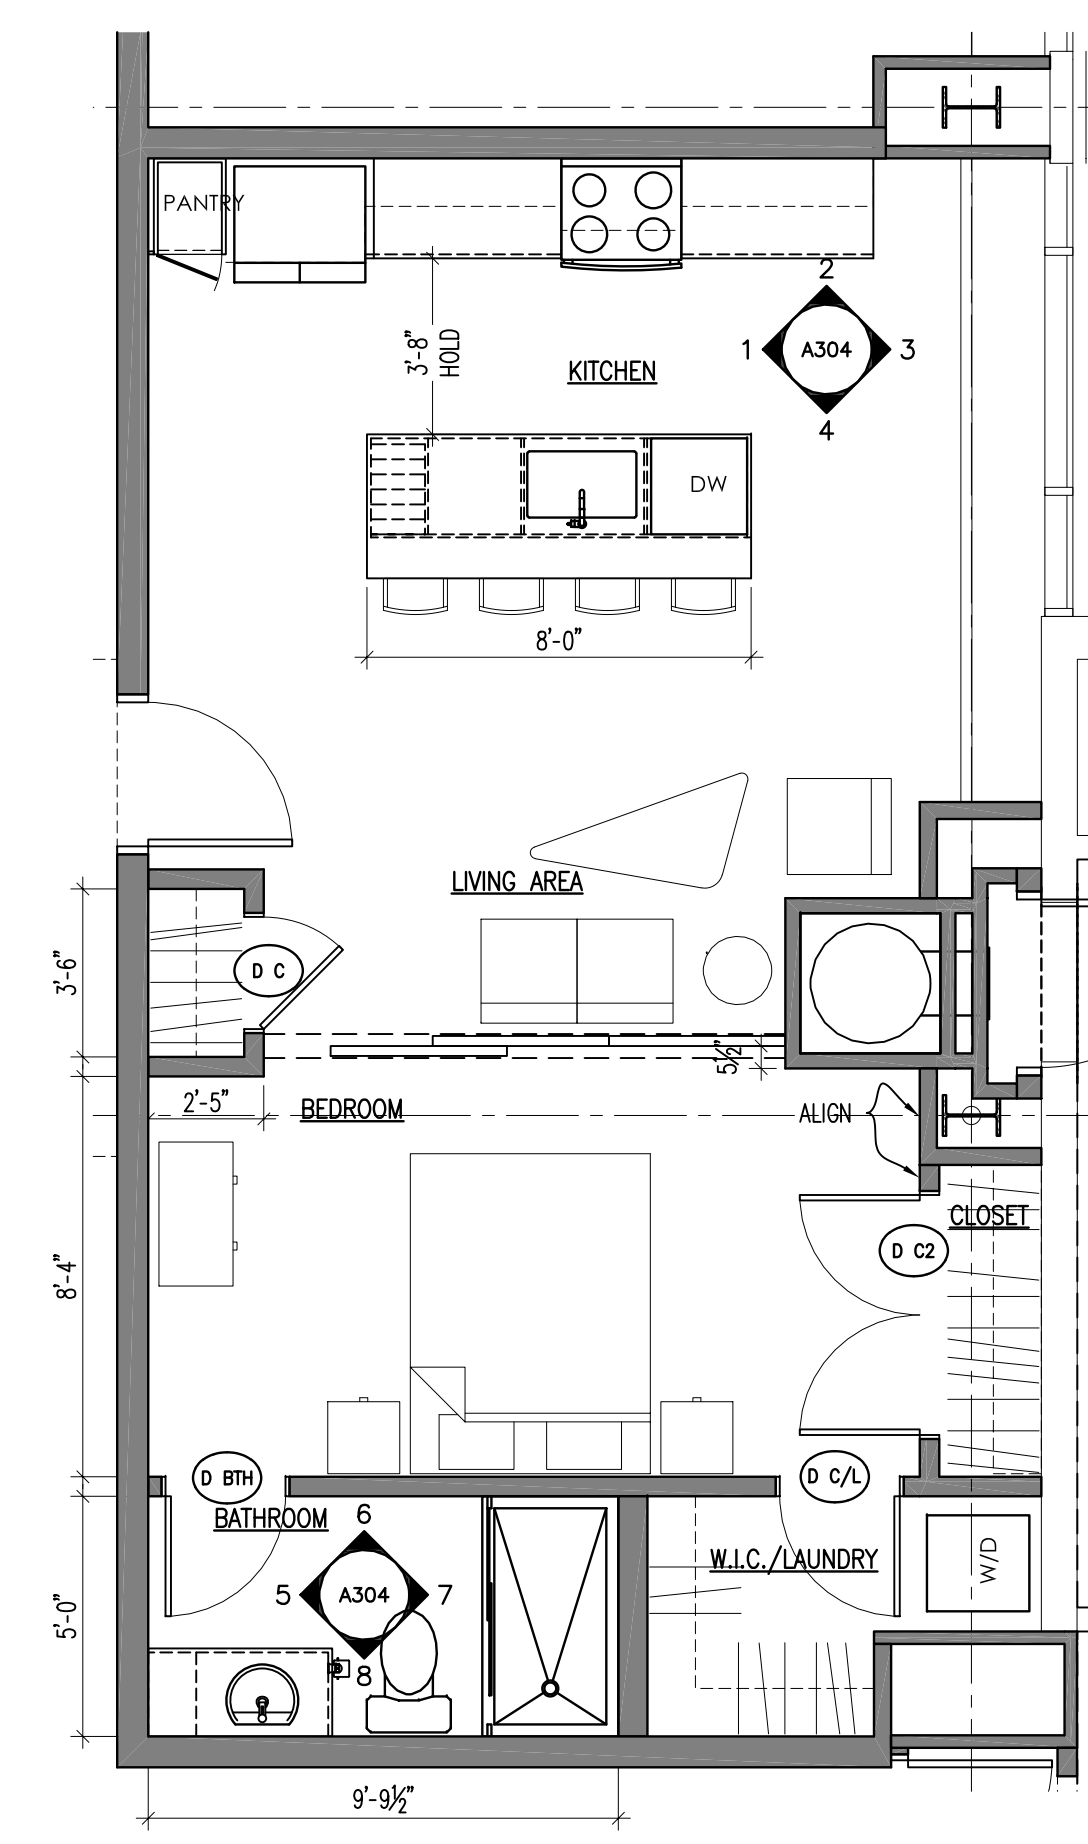 PANTRY
2
1
A304
3
4
3'-8"
HOLD
KITCHEN
DW
8'-0"
LIVING AREA
3'-6"
D C
5½"
2'-5"
BEDROOM
ALIGN
CLOSET
D C2
8'-4"
D BTH
D C/L
BATHROOM
6
5
A304
7
8
W.I.C./LAUNDRY
W/D
5'-0"
9'-9½"